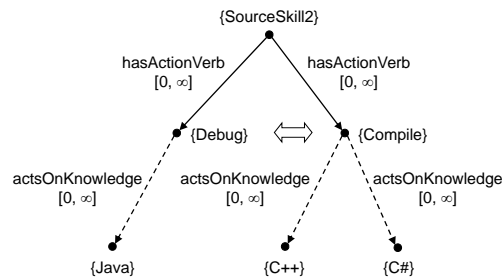 {SourceSkill2}
hasActionVerb
[0, ∞]
hasActionVerb
[0, ∞]
{Debug}
{Compile}
actsOnKnowledge
[0, ∞]
actsOnKnowledge
[0, ∞]
actsOnKnowledge
[0, ∞]
{Java}
{C++}
{C#}